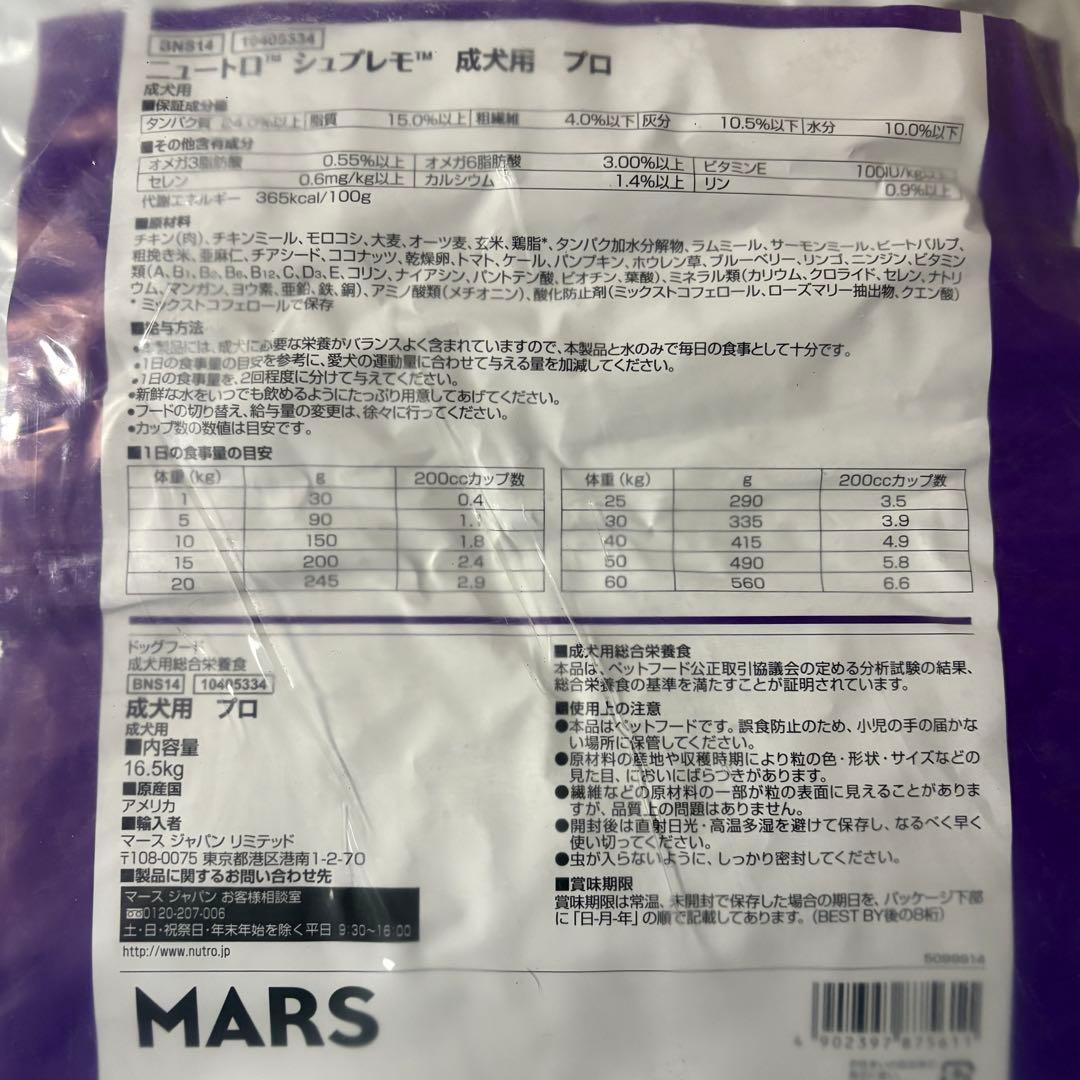 BNS14 10405334
ニュートロ™ シュプレモ™ 成犬用 プロ
成犬用
■保証成分値
タンパク質 24.0%以上 脂質 15.0%以上 粗繊維 4.0%以下 灰分 10.5%以下 水分 10.0%以下
■その他含有成分
オメガ3脂肪酸 0.55%以上 オメガ6脂肪酸 3.00%以上 ビタミンE 100IU/kg以上
セレン 0.6mg/kg以上 カルシウム 1.4%以上 リン 0.9%以上
代謝エネルギー 365kcal/100g
■原材料
チキン(肉)、チキンミール、モロコシ、大麦、オーツ麦、玄米、鶏脂*、タンパク加水分解物、ラムミール、サーモンミール、ビートパルプ、
粗挽き米、亜麻仁、チアシード、ココナッツ、乾燥卵、トマト、ケール、パンプキン、ホウレン草、ブルーベリー、リンゴ、ニンジン、ビタミン
類(A、B₁、B₂、B₆、B₁₂、C、D₃、E、コリン、ナイアシン、パントテン酸、ビオチン、葉酸)、ミネラル類(カリウム、クロライド、セレン、ナトリ
ウム、マンガン、ヨウ素、亜鉛、鉄、銅)、アミノ酸類(メチオニン)、酸化防止剤(ミックストコフェロール、ローズマリー抽出物、クエン酸)
* ミックストコフェロールで保存
■給与方法
●本製品には、成犬に必要な栄養がバランスよく含まれていますので、本製品と水のみで毎日の食事として十分です。
●1日の食事量の目安を参考に、愛犬の運動量に合わせて与える量を加減してください。
●1日の食事量を、2回程度に分けて与えてください。
●新鮮な水をいつでも飲めるようにたっぷり用意してあげてください。
●フードの切り替え、給与量の変更は、徐々に行ってください。
●カップ数の数値は目安です。
■1日の食事量の目安
体重(kg) g 200ccカップ数
1 30 0.4
5 90 1.1
10 150 1.8
15 200 2.4
20 245 2.9
体重(kg) g 200ccカップ数
25 290 3.5
30 335 3.9
40 415 4.9
50 490 5.8
60 560 6.6
ドッグフード
成犬用総合栄養食
BNS14 10405334
成犬用 プロ
成犬用
■内容量
16.5kg
■原産国
アメリカ
■輸入者
マース ジャパン リミテッド
〒108-0075 東京都港区港南1-2-70
■製品に関するお問い合わせ先
マース ジャパン お客様相談室
0120-207-006
土・日・祝祭日・年末年始を除く平日 9:30〜16:00
http://www.nutro.jp
■成犬用総合栄養食
本品は、ペットフード公正取引協議会の定める分析試験の結果、
総合栄養食の基準を満たすことが証明されています。
■使用上の注意
●本品はペットフードです。誤食防止のため、小児の手の届かな
い場所に保管してください。
●原材料の産地や収穫時期により粒の色・形状・サイズなどの
見た目、においにばらつきがあります。
●繊維などの原材料の一部が粒の表面に見えることがありま
すが、品質上の問題はありません。
●開封後は直射日光・高温多湿を避けて保存し、なるべく早く
使い切ってください。
●虫が入らないように、しっかり密封してください。
■賞味期限
賞味期限は常温、未開封で保存した場合の期日を、パッケージ下部
に「日-月-年」の順で記載してあります。(BEST BY後の8桁)
5099914
MARS
4 902397 875611